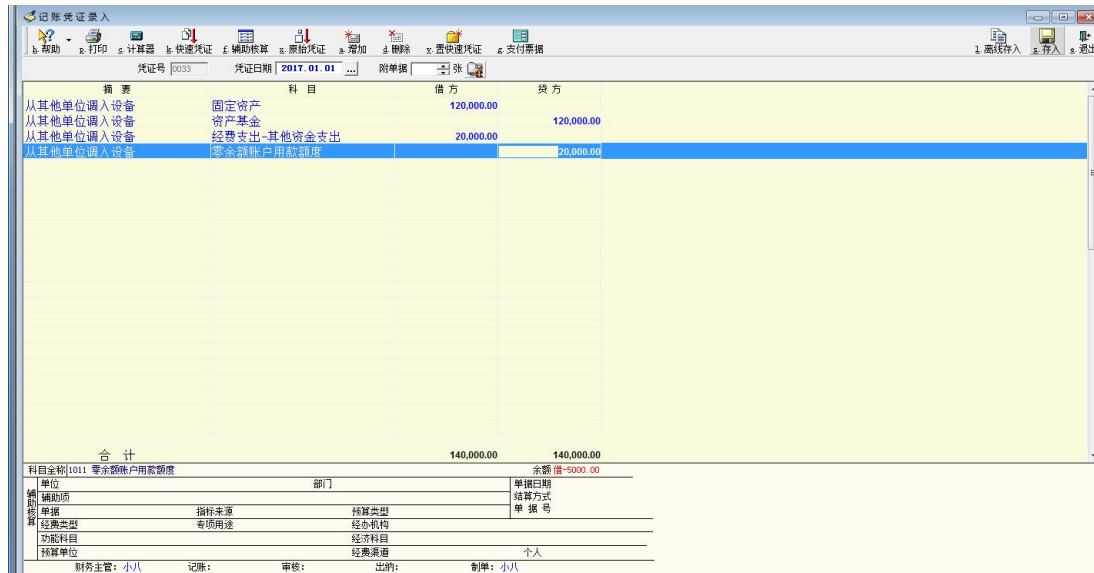 记账凭证录入
h.帮助 p.打印 c.计算器 k.快速凭证 f.辅助核算 x.原始凭证 a.增加 d.删除 y.置快速凭证 g.支付票据 l.离线存入 s.存入 e.退出
凭证号 0033 凭证日期 2017.01.01 ... 附单据 张
摘 要 科 目 借 方 贷 方
从其他单位调入设备 固定资产 120,000.00
从其他单位调入设备 资产基金 120,000.00
从其他单位调入设备 经费支出-其他资金支出 20,000.00
从其他单位调入设备 零余额账户用款额度 20,000.00
合 计 140,000.00 140,000.00
科目全称 1011 零余额账户用款额度 余额 借-5000.00
辅助核算
单位 部门 单据日期
辅助项 结算方式
单据 指标来源 预算类型 单 据 号
经费类型 专项用途 经办机构
功能科目 经济科目
预算单位 经费渠道 个人
财务主管: 小八 记账: 审核: 出纳: 制单: 小八